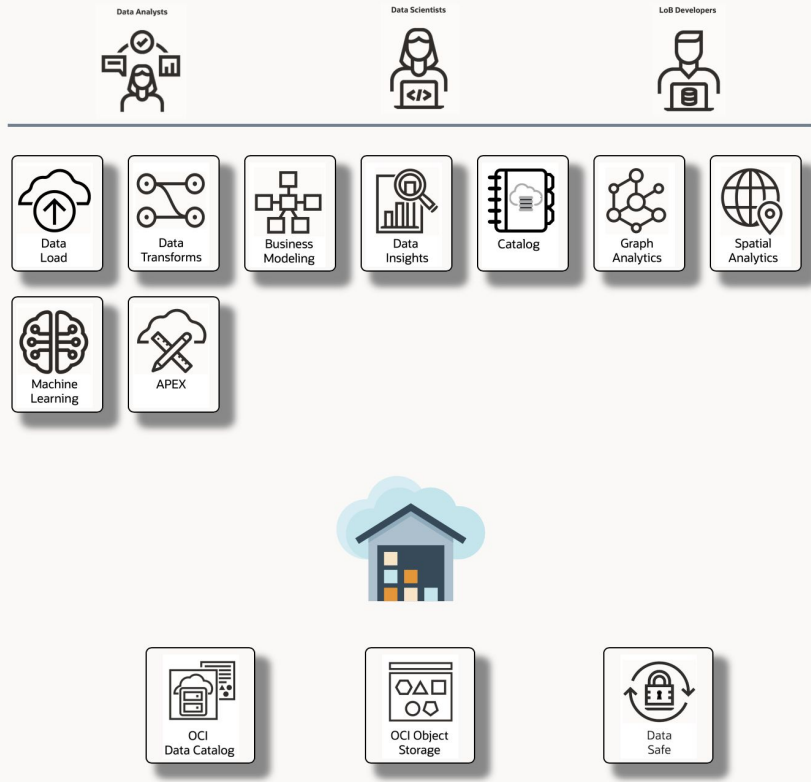 Data Analysts
Data Scientists
LoB Developers
</>
Data
Load
Data
Transforms
Business
Modeling
Data
Insights
Catalog
Graph
Analytics
Spatial
Analytics
Machine
Learning
APEX
OCI
Data Catalog
OCI Object
Storage
Data
Safe